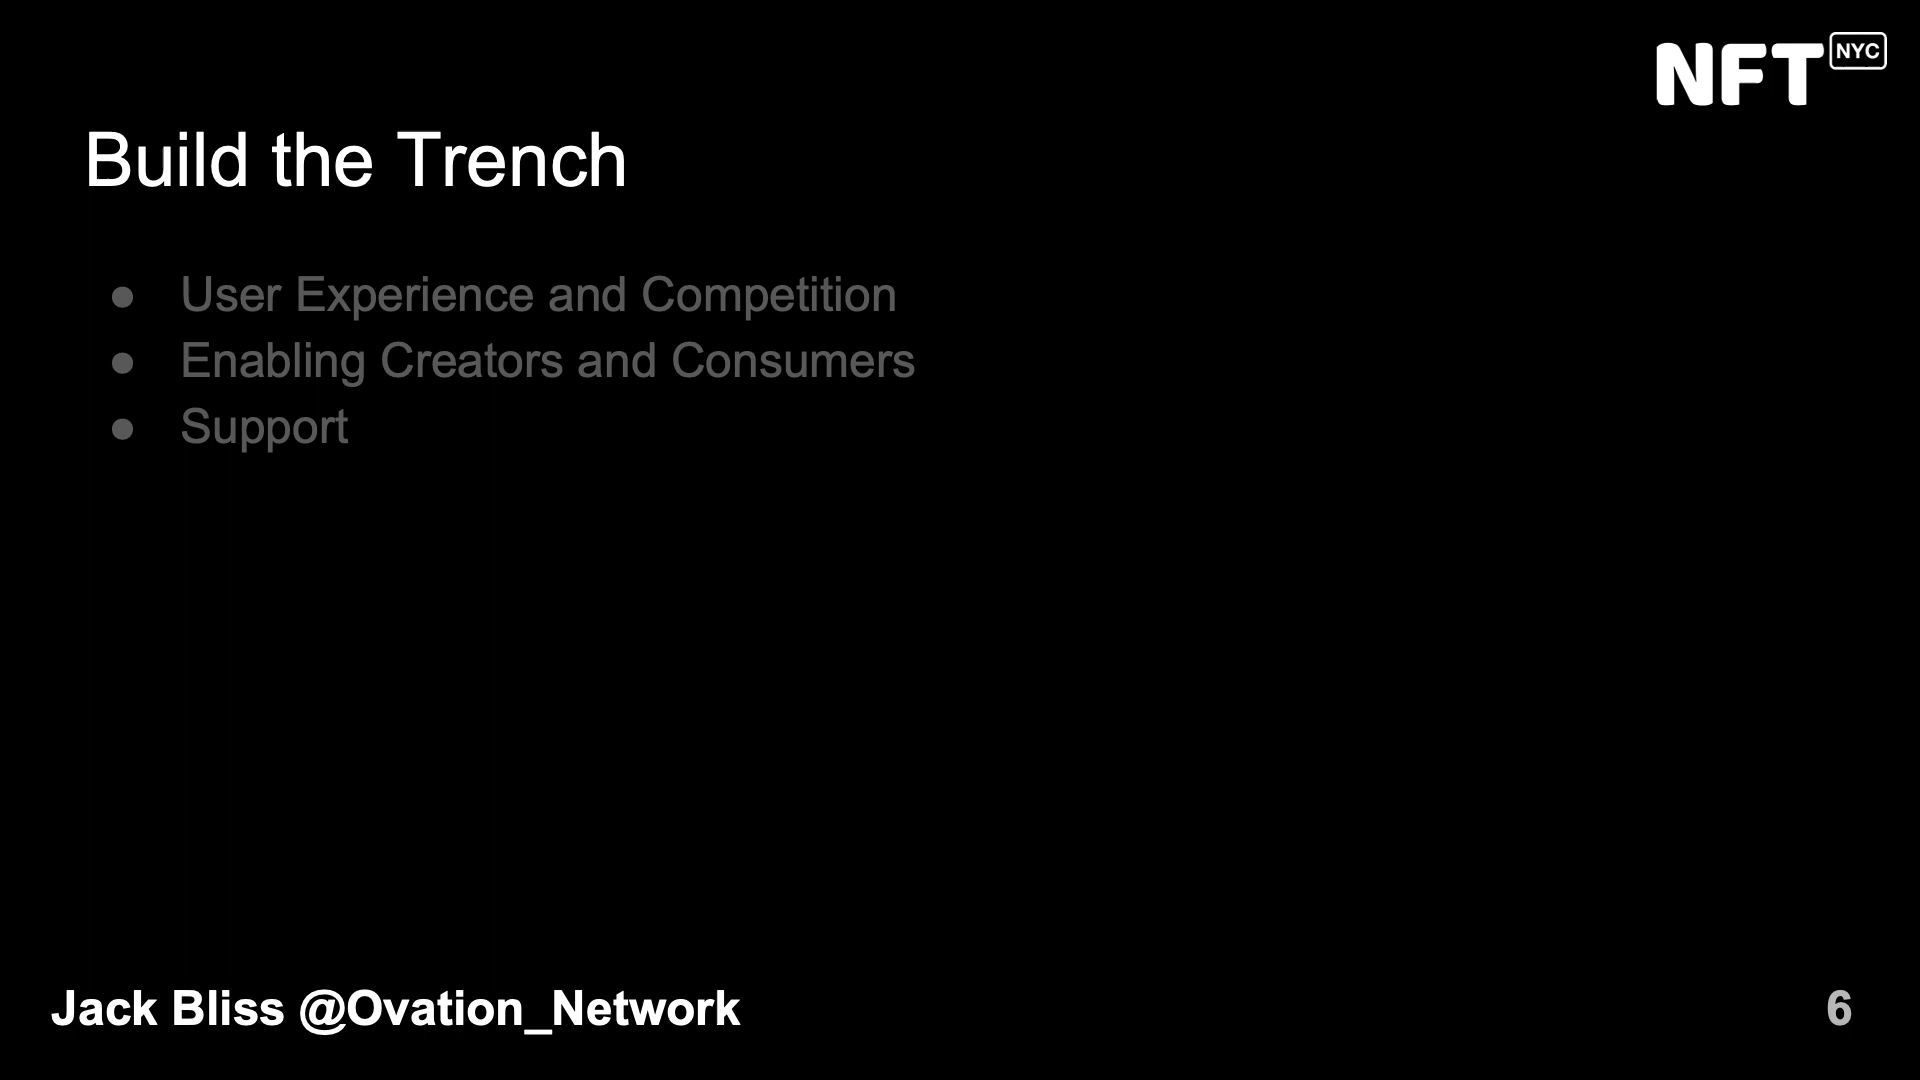 NFT NYC
Build the Trench
● User Experience and Competition
● Enabling Creators and Consumers
● Support
Jack Bliss @Ovation_Network
6